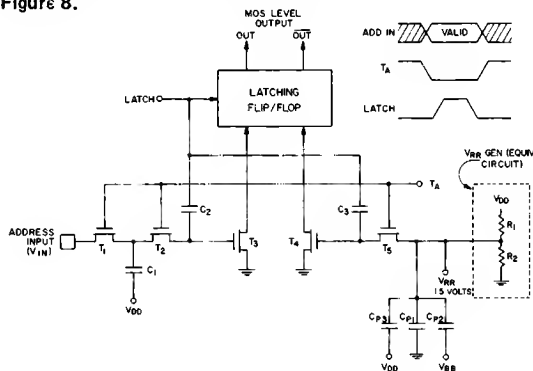 Figure 8.
MOS LEVEL
OUTPUT
OUT
OUT
ADD IN
VALID
TA
LATCH
LATCH
LATCHING
FLIP/FLOP
VRR GEN (EQUIV
CIRCUIT)
VDD
R1
R2
C2
C3
TA
ADDRESS
INPUT
(VIN)
T1
T2
T3
T4
T5
C1
VDD
VRR
1.5 VOLTS
CP3
CP1
CP2
VDD
VBB